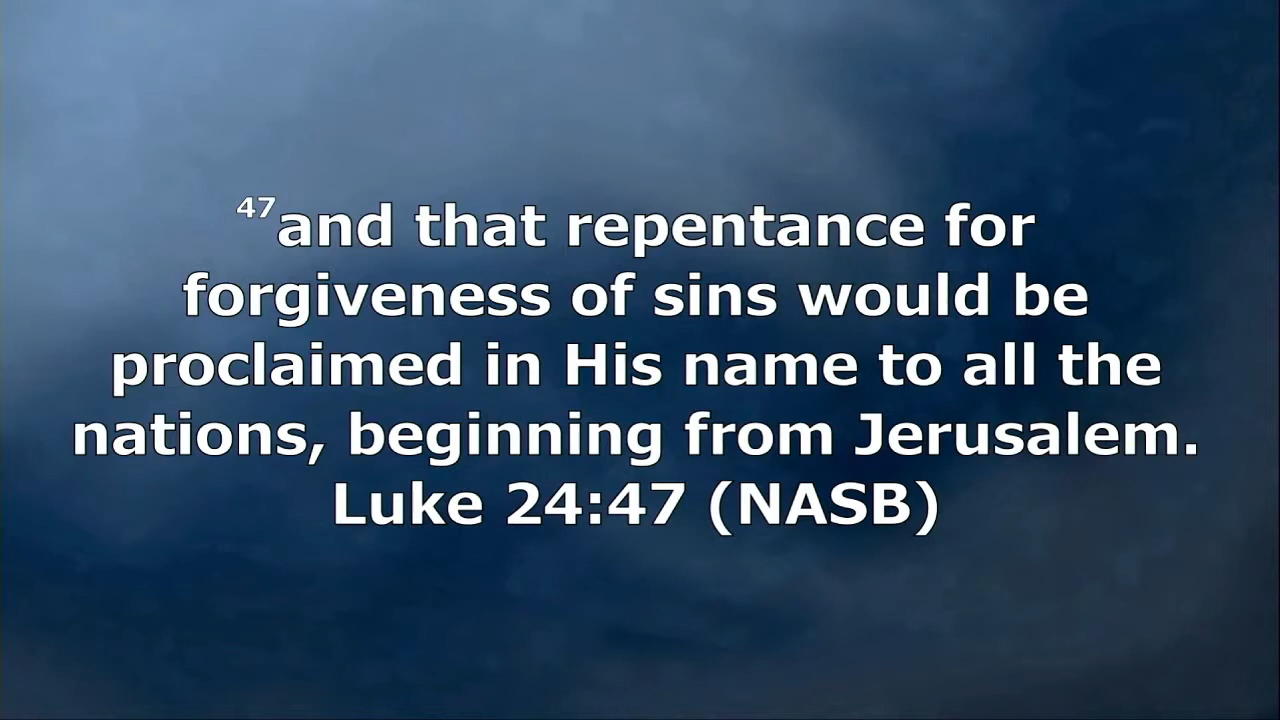 47and that repentance for
forgiveness of sins would be
proclaimed in His name to all the
nations, beginning from Jerusalem.
Luke 24:47 (NASB)